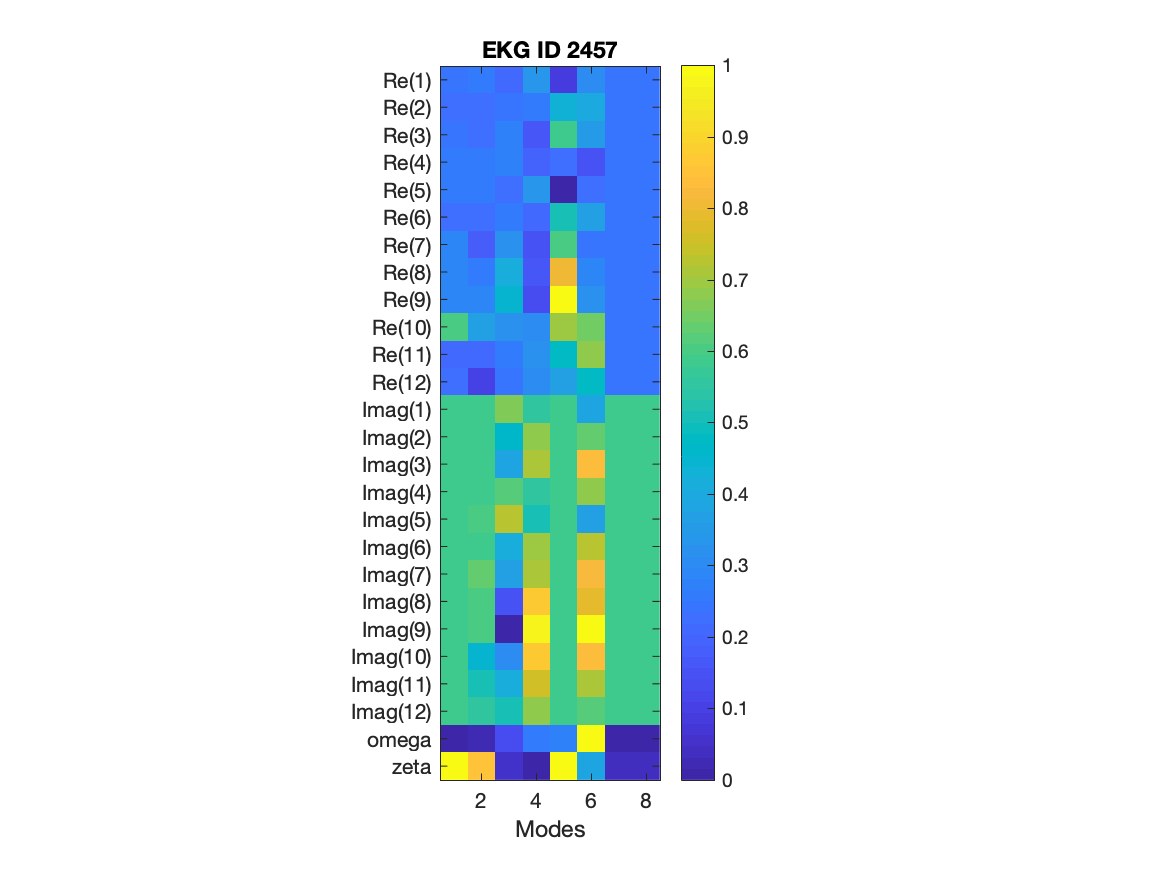 EKG ID 2457
Re(1)
Re(2)
Re(3)
Re(4)
Re(5)
Re(6)
Re(7)
Re(8)
Re(9)
Re(10)
Re(11)
Re(12)
Imag(1)
Imag(2)
Imag(3)
Imag(4)
Imag(5)
Imag(6)
Imag(7)
Imag(8)
Imag(9)
Imag(10)
Imag(11)
Imag(12)
omega
zeta
2 4 6 8
Modes
1
0.9
0.8
0.7
0.6
0.5
0.4
0.3
0.2
0.1
0